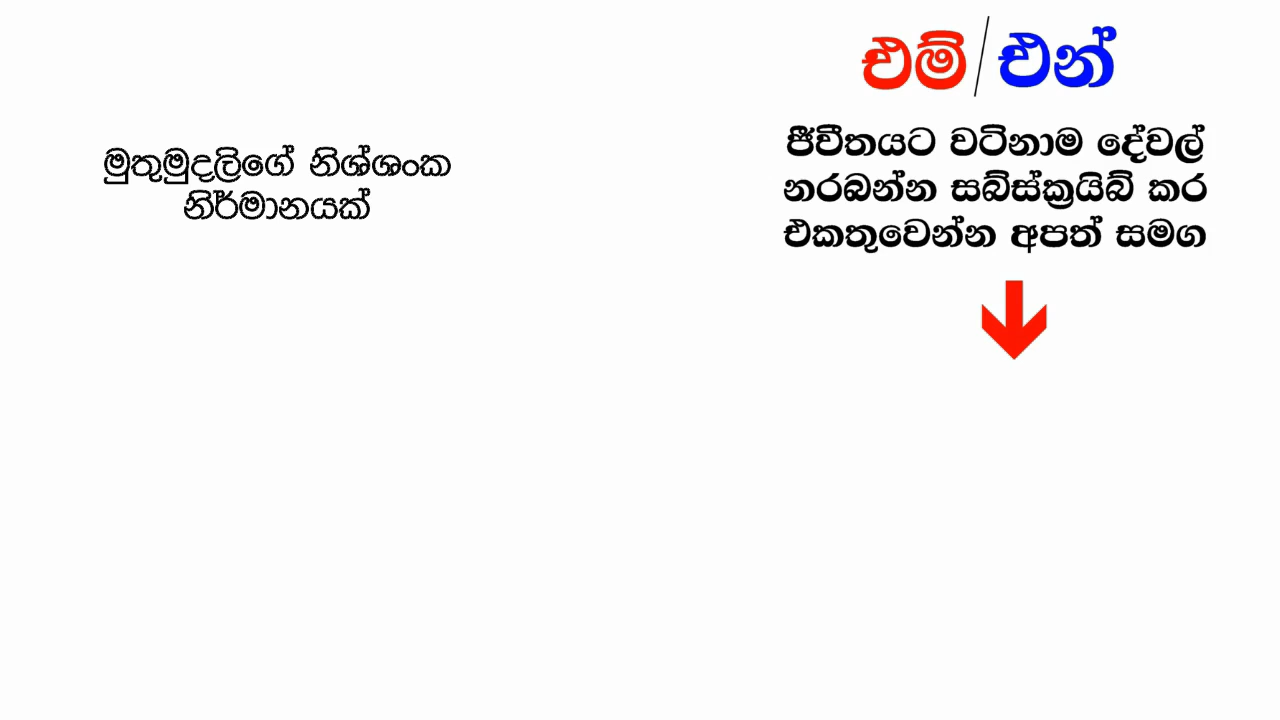 එම්/එන්
ජීවීතයට වටිනාම දේවල්
නරබන්න සබ්ස්ක්‍රයිබ් කර
එකතුවෙන්න අපත් සමග
මුතුමුදලිගේ නිශ්ශංක
නිර්මානයක්